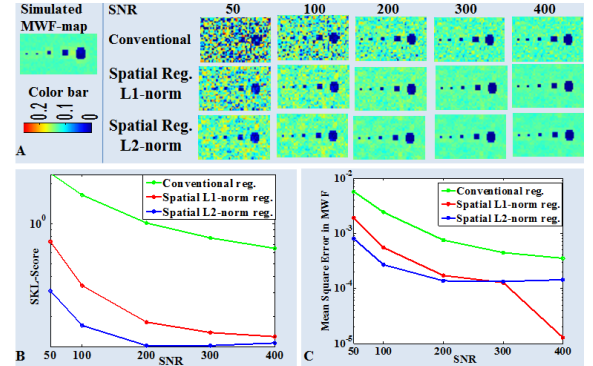 Simulated
MWF-map
SNR 50 100 200 300 400
Conventional
Spatial Reg.
L1-norm
Spatial Reg.
L2-norm
Color bar
0.2 0.1 0
A
Conventional reg.
Spatial L1-norm reg.
Spatial L2-norm reg.
10^0
SKL-Score
50 100 200 300 400
SNR
B
Conventional reg.
Spatial L1-norm reg.
Spatial L2-norm reg.
10^-2
10^-3
10^-4
10^-5
Mean Square Error in MWF
50 100 200 300 400
SNR
C